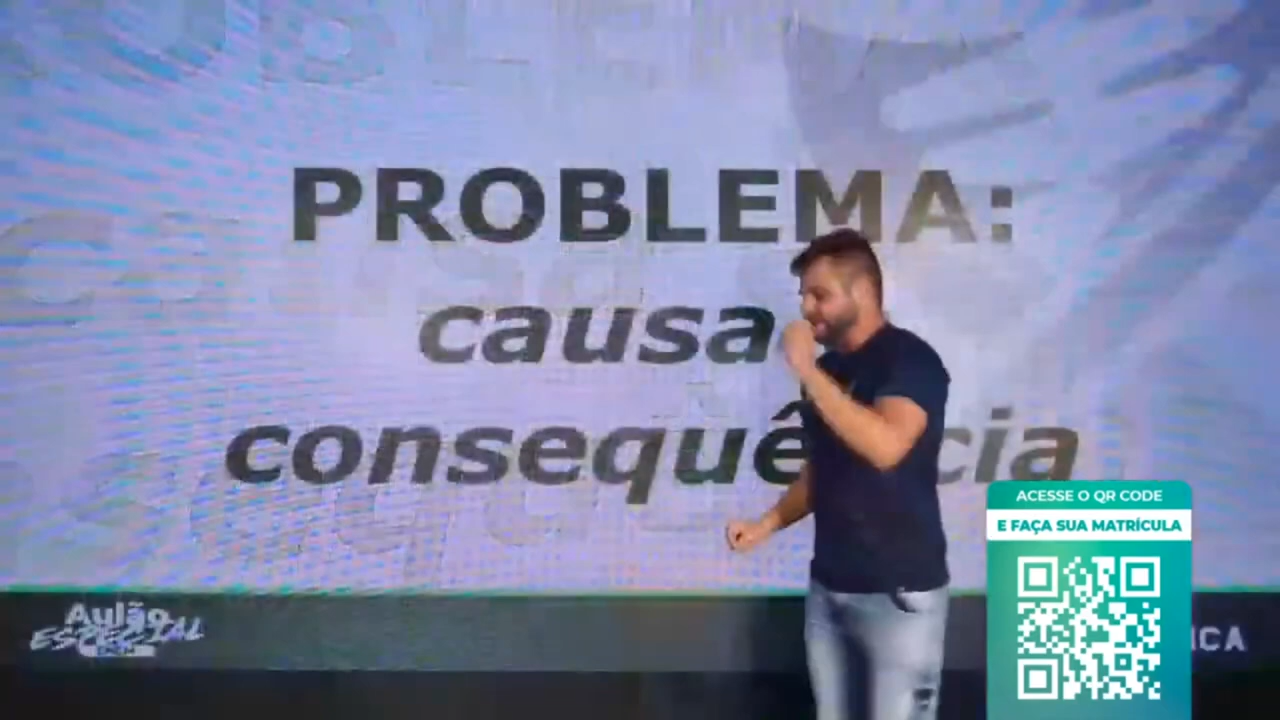 PROBLEMA:
causa
consequência
ACESSE O QR CODE
E FAÇA SUA MATRÍCULA
Aulão
ESPECIAL